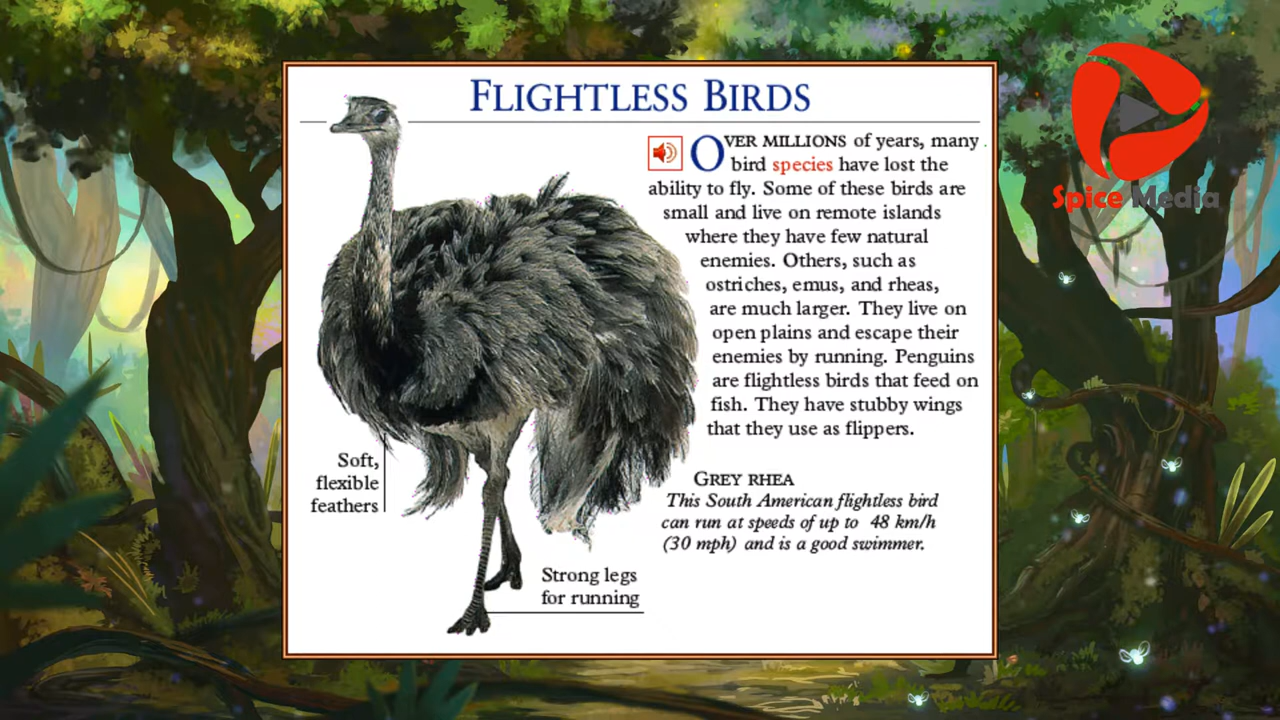 FLIGHTLESS BIRDS
OVER MILLIONS of years, many
bird species have lost the
ability to fly. Some of these birds are
small and live on remote islands
where they have few natural
enemies. Others, such as
ostriches, emus, and rheas,
are much larger. They live on
open plains and escape their
enemies by running. Penguins
are flightless birds that feed on
fish. They have stubby wings
that they use as flippers.
Soft,
flexible
feathers
GREY RHEA
This South American flightless bird
can run at speeds of up to 48 km/h
(30 mph) and is a good swimmer.
Strong legs
for running
Spice Media